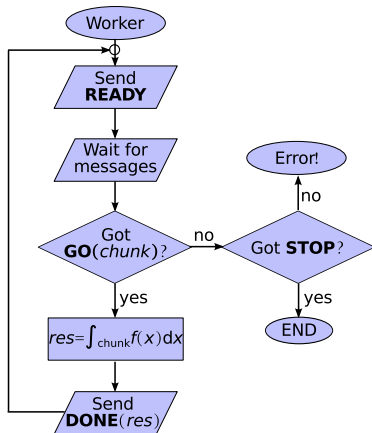 Worker
Send
READY
Wait for
messages
Error!
no
Got
GO(chunk)?
no
Got STOP?
yes
yes
res=∫chunk f(x)dx
END
Send
DONE(res)